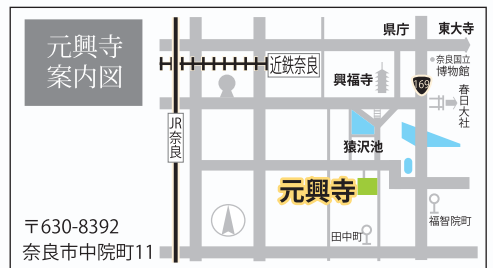 元興寺
案内図
県庁
東大寺
近鉄奈良
奈良国立
博物館
興福寺
169
春日大社
JR奈良
猿沢池
元興寺
福智院町
田中町
〒630-8392
奈良市中院町11